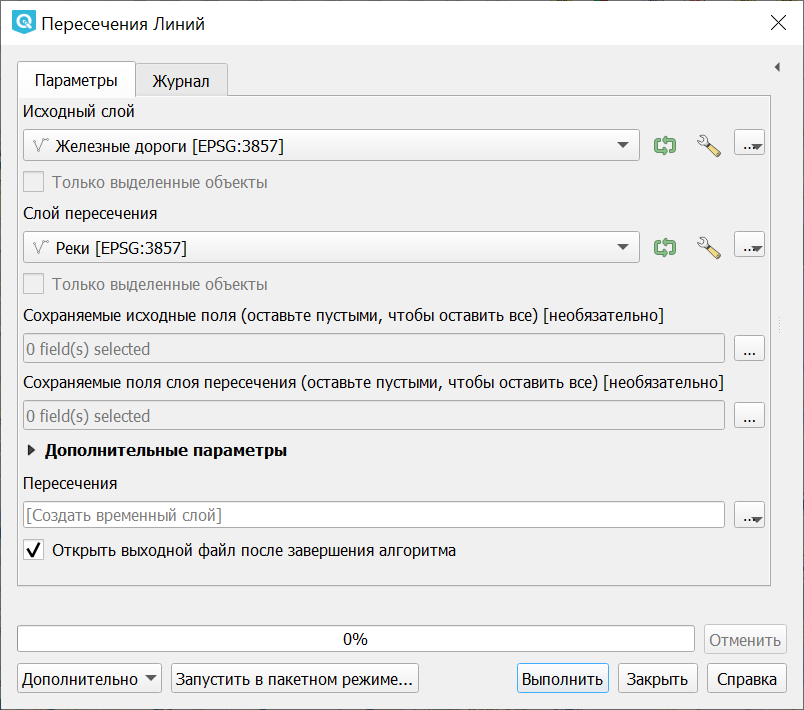 Пересечения Линий
Параметры
Журнал
Исходный слой
Железные дороги [EPSG:3857]
...
Только выделенные объекты
Слой пересечения
Реки [EPSG:3857]
...
Только выделенные объекты
Сохраняемые исходные поля (оставьте пустыми, чтобы оставить все) [необязательно]
0 field(s) selected
...
Сохраняемые поля слоя пересечения (оставьте пустыми, чтобы оставить все) [необязательно]
0 field(s) selected
...
Дополнительные параметры
Пересечения
[Создать временный слой]
...
Открыть выходной файл после завершения алгоритма
0%
Отменить
Дополнительно
Запустить в пакетном режиме...
Выполнить
Закрыть
Справка